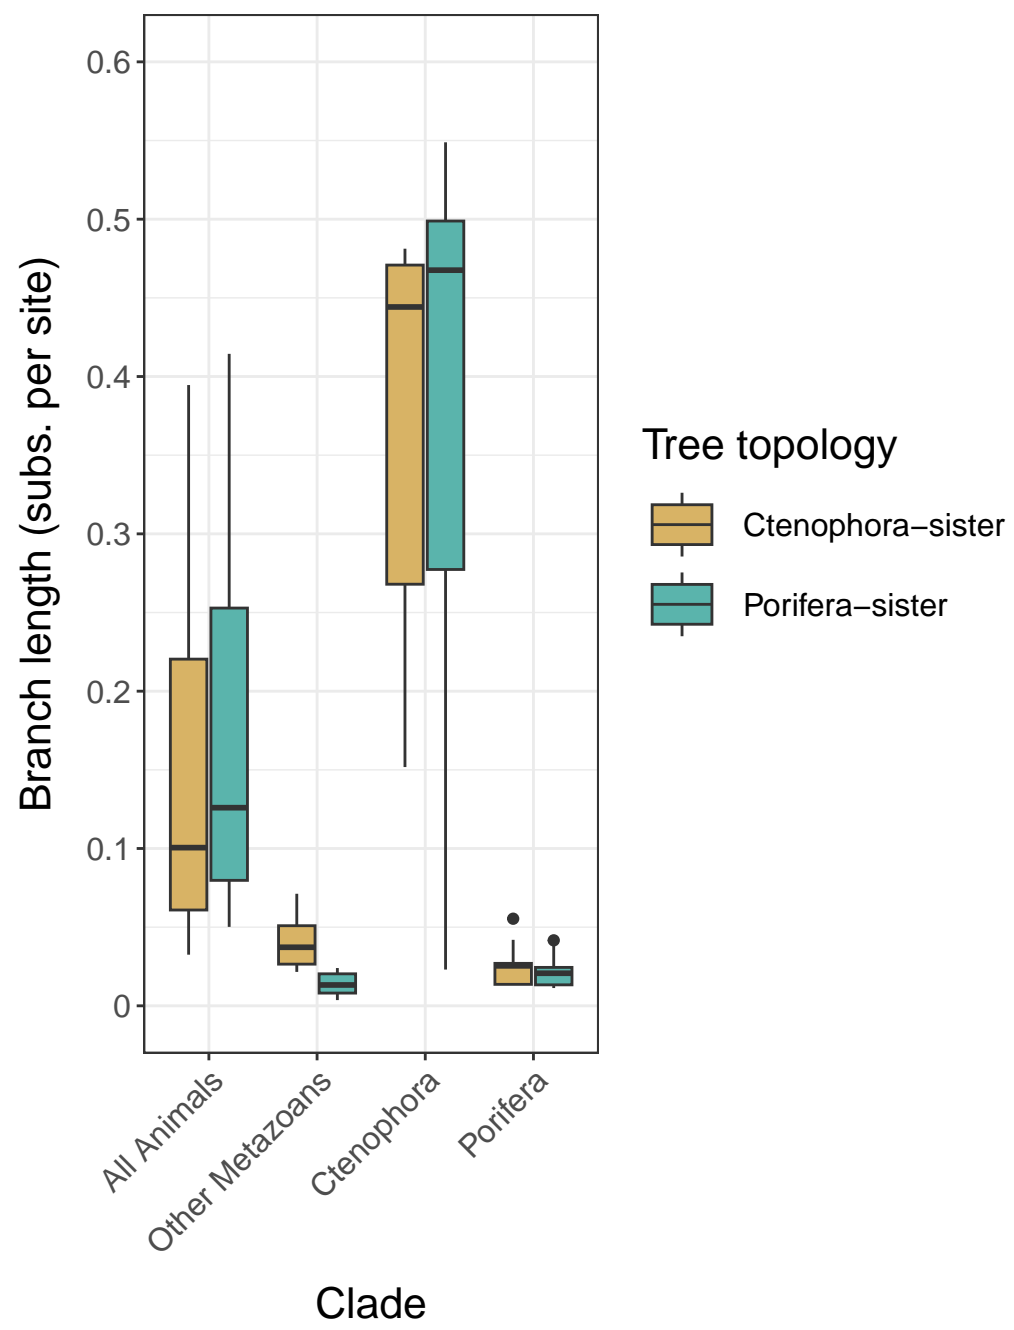 0.6
0.5
0.4
0.3
0.2
0.1
0
Branch length (subs. per site)
All Animals
Other Metazoans
Ctenophora
Porifera
Clade
Tree topology
Ctenophora−sister
Porifera−sister